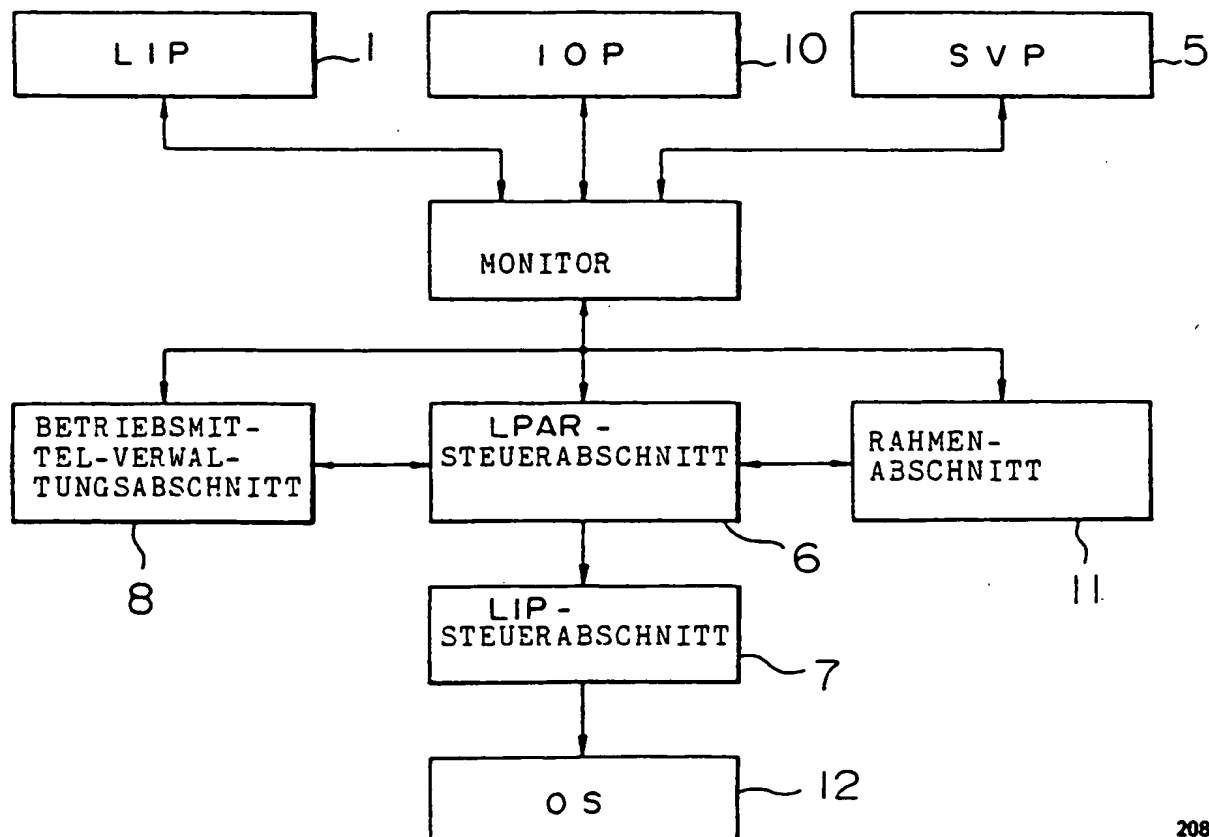 LIP
1
IOP
10
SVP
5
MONITOR
BETRIEBSMIT-
TEL-VERWAL-
TUNGSABSCHNITT
8
LPAR-
STEUERABSCHNITT
6
RAHMEN-
ABSCHNITT
11
LIP-
STEUERABSCHNITT
7
OS
12
208